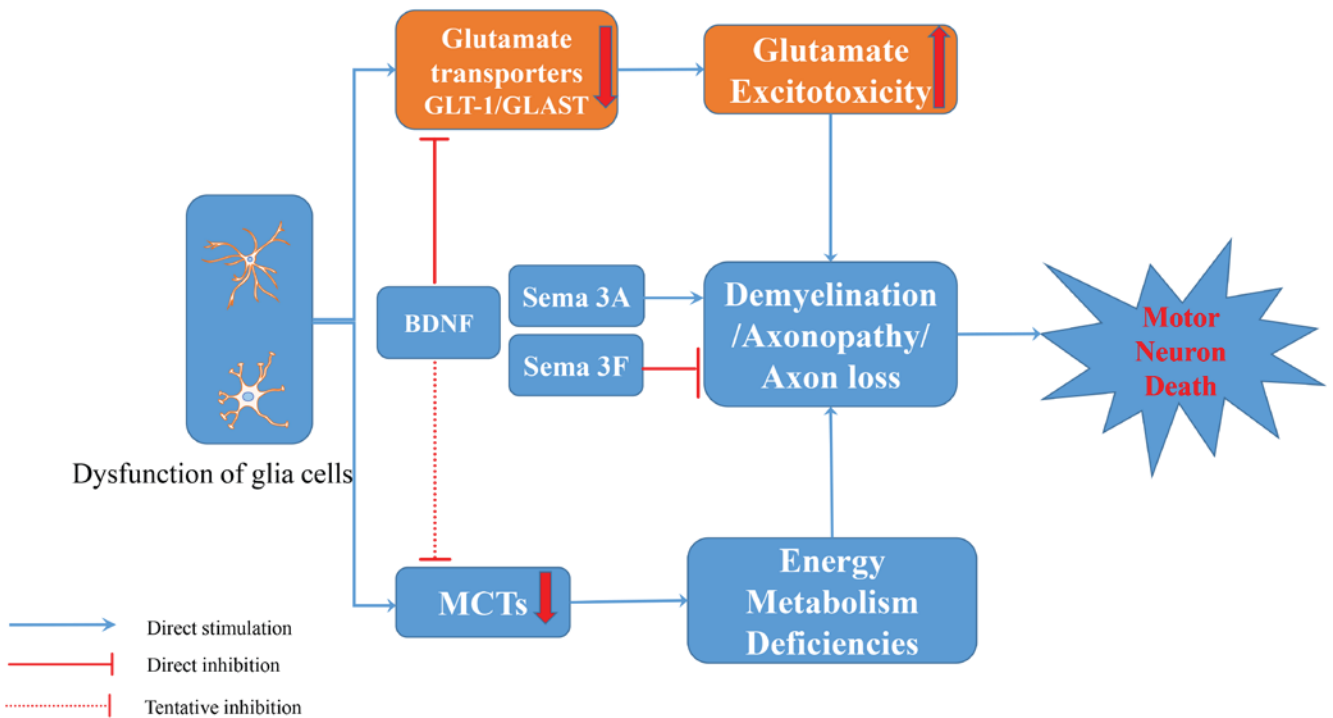 Glutamate
transporters
GLT-1/GLAST
Glutamate
Excitotoxicity
BDNF
Sema 3A
Sema 3F
Demyelination
/Axonopathy/
Axon loss
Motor
Neuron
Death
Dysfunction of glia cells
MCTs
Energy
Metabolism
Deficiencies
Direct stimulation
Direct inhibition
Tentative inhibition